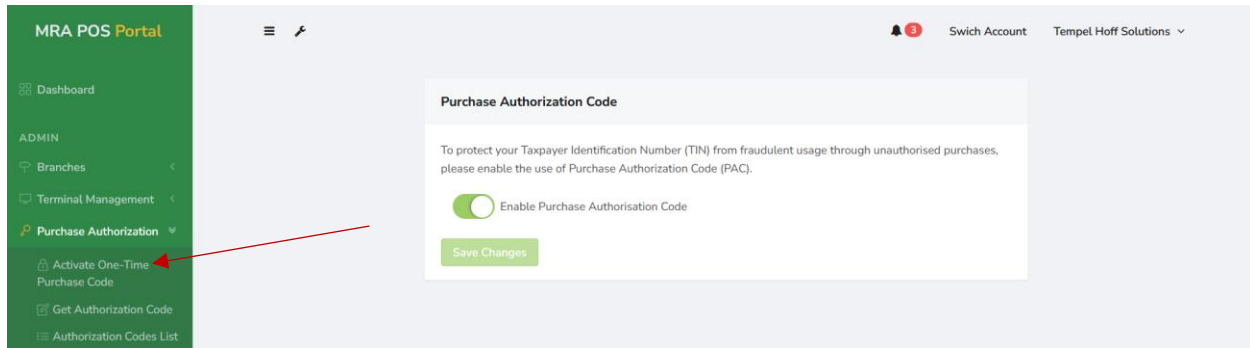 MRA POS Portal
3
Swich Account
Tempel Hoff Solutions
Dashboard
ADMIN
Branches
Terminal Management
Purchase Authorization
Activate One-Time
Purchase Code
Get Authorization Code
Authorization Codes List
Purchase Authorization Code
To protect your Taxpayer Identification Number (TIN) from fraudulent usage through unauthorised purchases,
please enable the use of Purchase Authorization Code (PAC).
Enable Purchase Authorisation Code
Save Changes